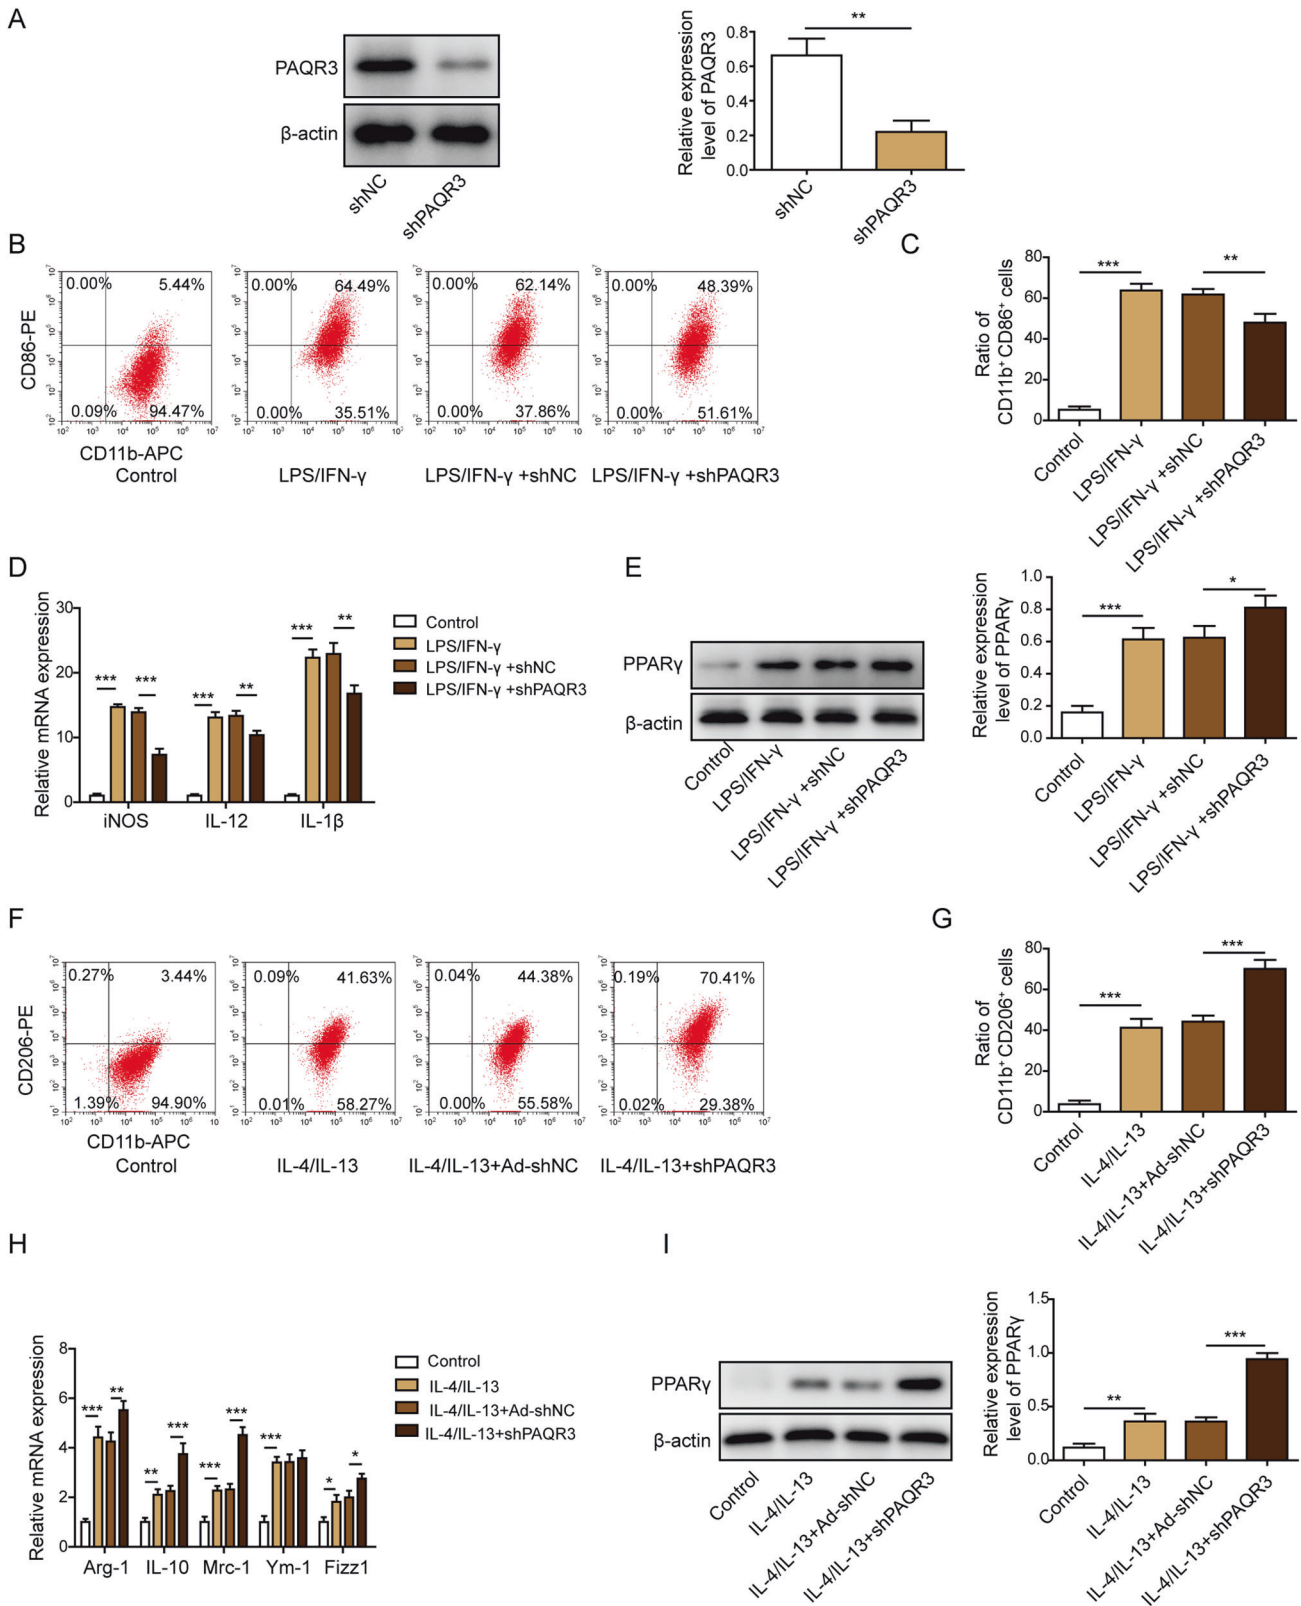 A
PAQR3
β-actin
shNC
shPAQR3
Relative expression
level of PAQR3
0.8
0.6
0.4
0.2
0.0
**
shNC
shPAQR3
B
CD86-PE
0.00% 5.44%
0.09% 94.47%
CD11b-APC
Control
0.00% 64.49%
0.00% 35.51%
LPS/IFN-γ
0.00% 62.14%
0.00% 37.86%
LPS/IFN-γ +shNC
0.00% 48.39%
0.00% 51.61%
LPS/IFN-γ +shPAQR3
C
Ratio of
CD11b⁺ CD86⁺ cells
80
60
40
20
0
*** **
Control
LPS/IFN-γ
LPS/IFN-γ +shNC
LPS/IFN-γ +shPAQR3
D
Relative mRNA expression
30
20
10
0
*** ***
*** **
*** **
iNOS IL-12 IL-1β
Control
LPS/IFN-γ
LPS/IFN-γ +shNC
LPS/IFN-γ +shPAQR3
E
PPARγ
β-actin
Control
LPS/IFN-γ
LPS/IFN-γ +shNC
LPS/IFN-γ +shPAQR3
Relative expression
level of PPARγ
1.0
0.8
0.6
0.4
0.2
0.0
*** *
Control
LPS/IFN-γ
LPS/IFN-γ +shNC
LPS/IFN-γ +shPAQR3
F
CD206-PE
0.27% 3.44%
1.39% 94.90%
CD11b-APC
Control
0.09% 41.63%
0.01% 58.27%
IL-4/IL-13
0.04% 44.38%
0.00% 55.58%
IL-4/IL-13+Ad-shNC
0.19% 70.41%
0.02% 29.38%
IL-4/IL-13+shPAQR3
G
Ratio of
CD11b⁺ CD206⁺ cells
80
60
40
20
0
*** ***
Control
IL-4/IL-13
IL-4/IL-13+Ad-shNC
IL-4/IL-13+shPAQR3
H
Relative mRNA expression
8
6
4
2
0
*** **
** ***
*** ***
***
* *
Arg-1 IL-10 Mrc-1 Ym-1 Fizz1
Control
IL-4/IL-13
IL-4/IL-13+Ad-shNC
IL-4/IL-13+shPAQR3
I
PPARγ
β-actin
Control
IL-4/IL-13
IL-4/IL-13+Ad-shNC
IL-4/IL-13+shPAQR3
Relative expression
level of PPARγ
1.5
1.0
0.5
0.0
** ***
Control
IL-4/IL-13
IL-4/IL-13+Ad-shNC
IL-4/IL-13+shPAQR3